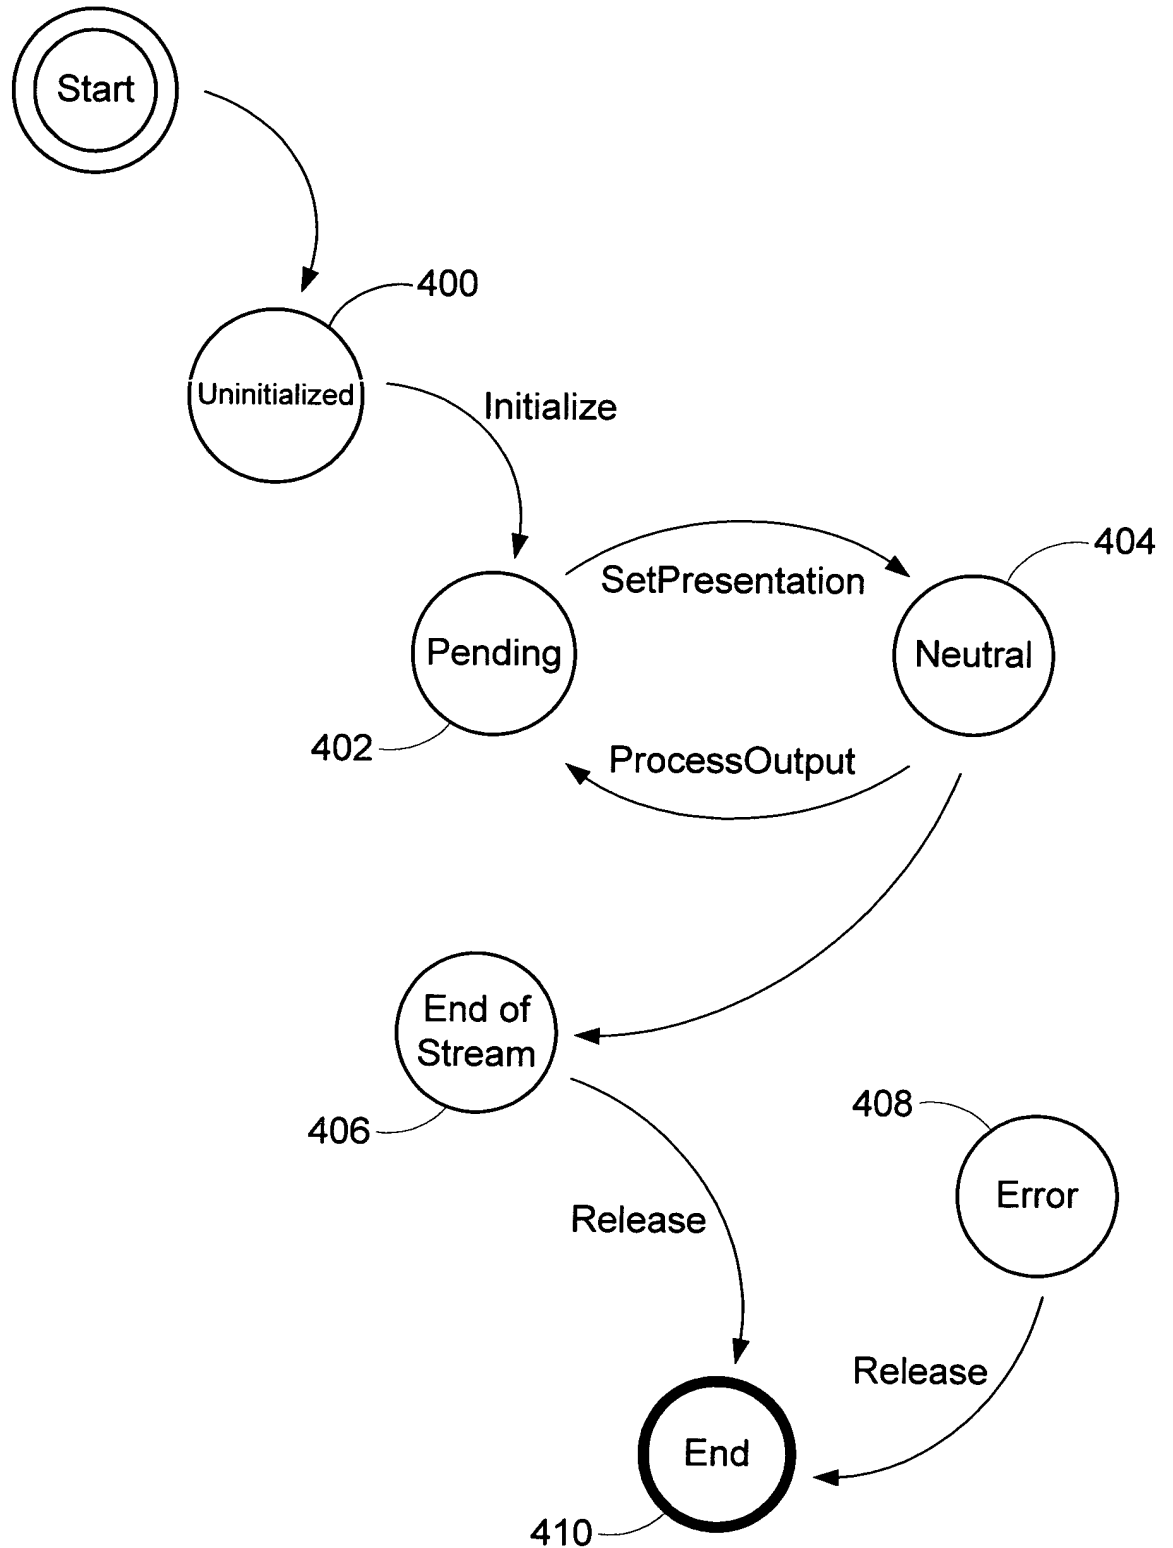 Start
400
Uninitialized
Initialize
404
SetPresentation
Pending
Neutral
402
ProcessOutput
End of
Stream
406
408
Error
Release
Release
End
410